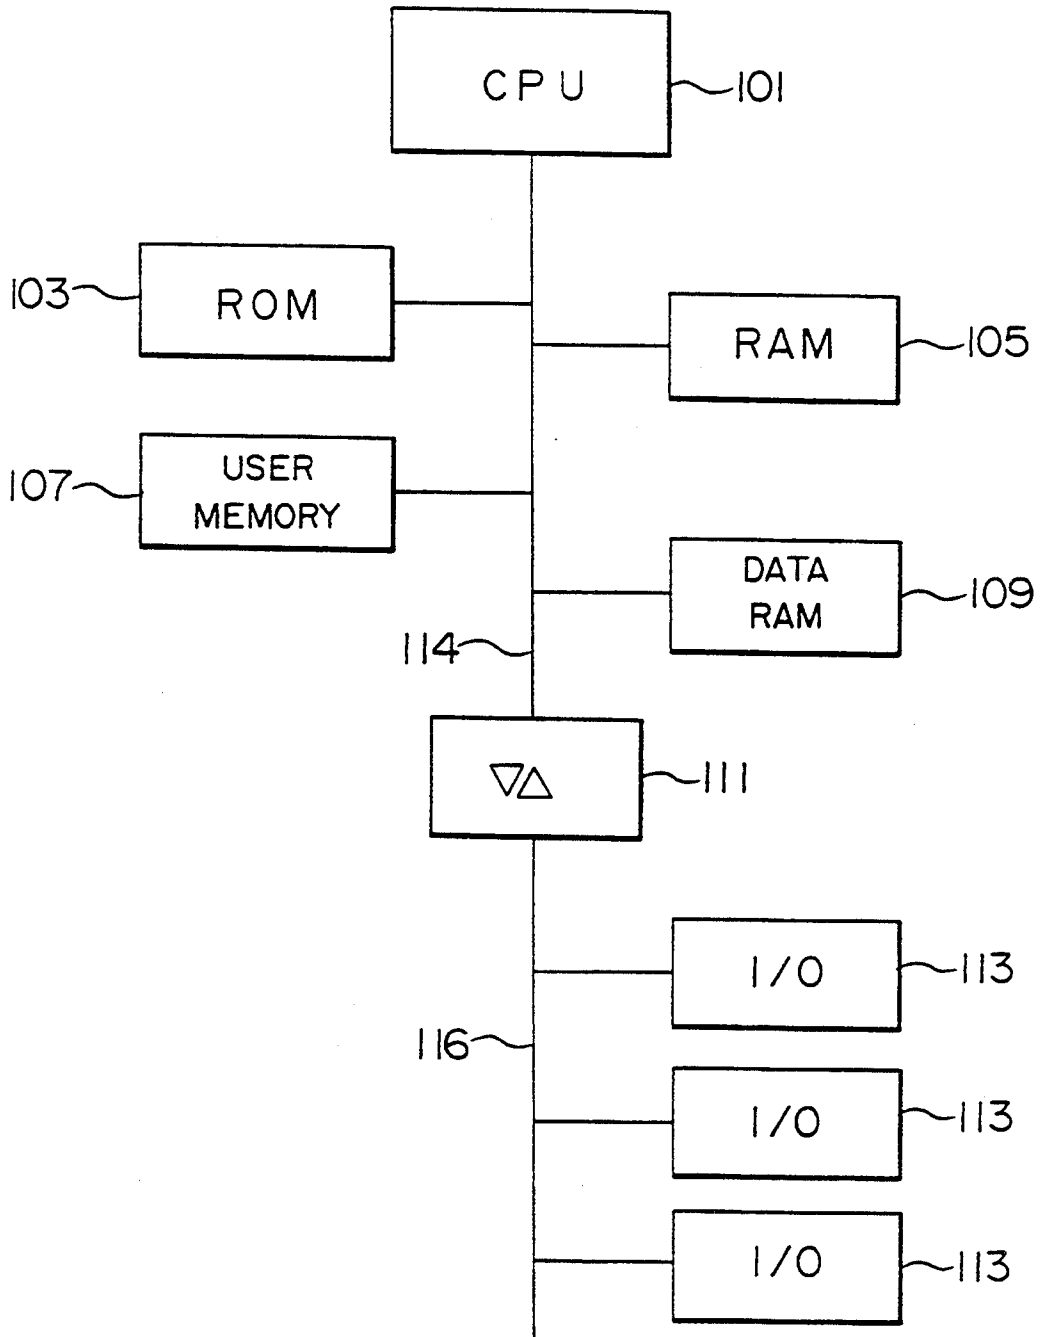 CPU
101
103
ROM
RAM
105
107
USER
MEMORY
DATA
RAM
109
114
111
I/O
113
116
I/O
113
I/O
113